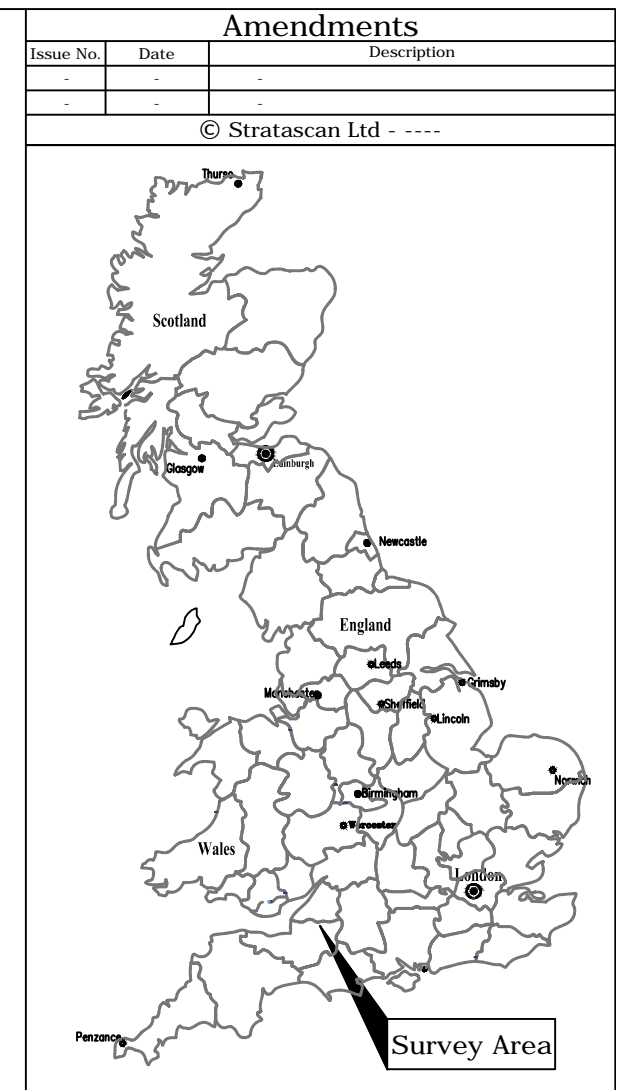 Amendments
Issue No. Date Description
- - -
- - -
© Stratascan Ltd - ----
Thurso
Scotland
Glasgow
Edinburgh
Newcastle
England
Leeds
Grimsby
Manchester
Sheffield
Lincoln
Norwich
Birmingham
Worcester
Wales
London
Penzance
Survey Area